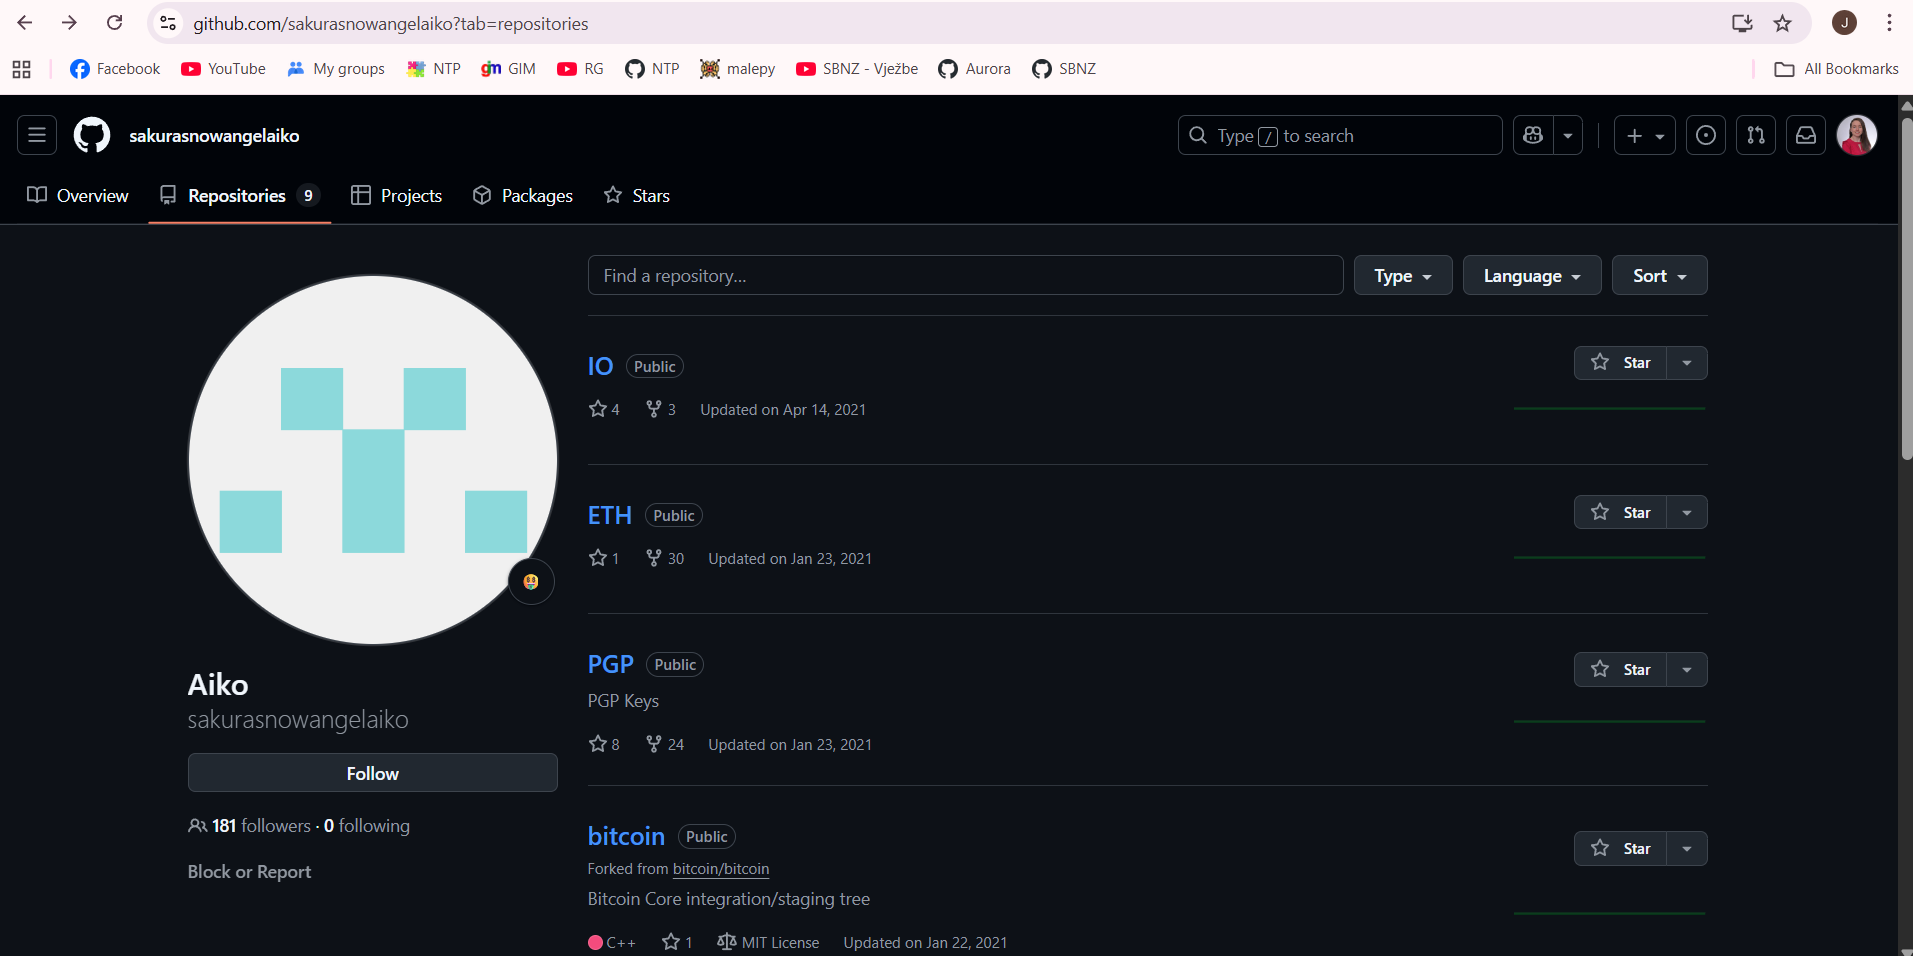 github.com/sakurasnowangelaiko?tab=repositories
J
Facebook YouTube My groups NTP GIM RG NTP malepy SBNZ - Vježbe Aurora SBNZ All Bookmarks
sakurasnowangelaiko Type / to search
Overview Repositories 9 Projects Packages Stars
Find a repository... Type Language Sort
IO Public Star
4 3 Updated on Apr 14, 2021
ETH Public Star
1 30 Updated on Jan 23, 2021
PGP Public Star
PGP Keys
8 24 Updated on Jan 23, 2021
bitcoin Public Star
Forked from bitcoin/bitcoin
Bitcoin Core integration/staging tree
C++ 1 MIT License Updated on Jan 22, 2021
Aiko
sakurasnowangelaiko
Follow
181 followers · 0 following
Block or Report